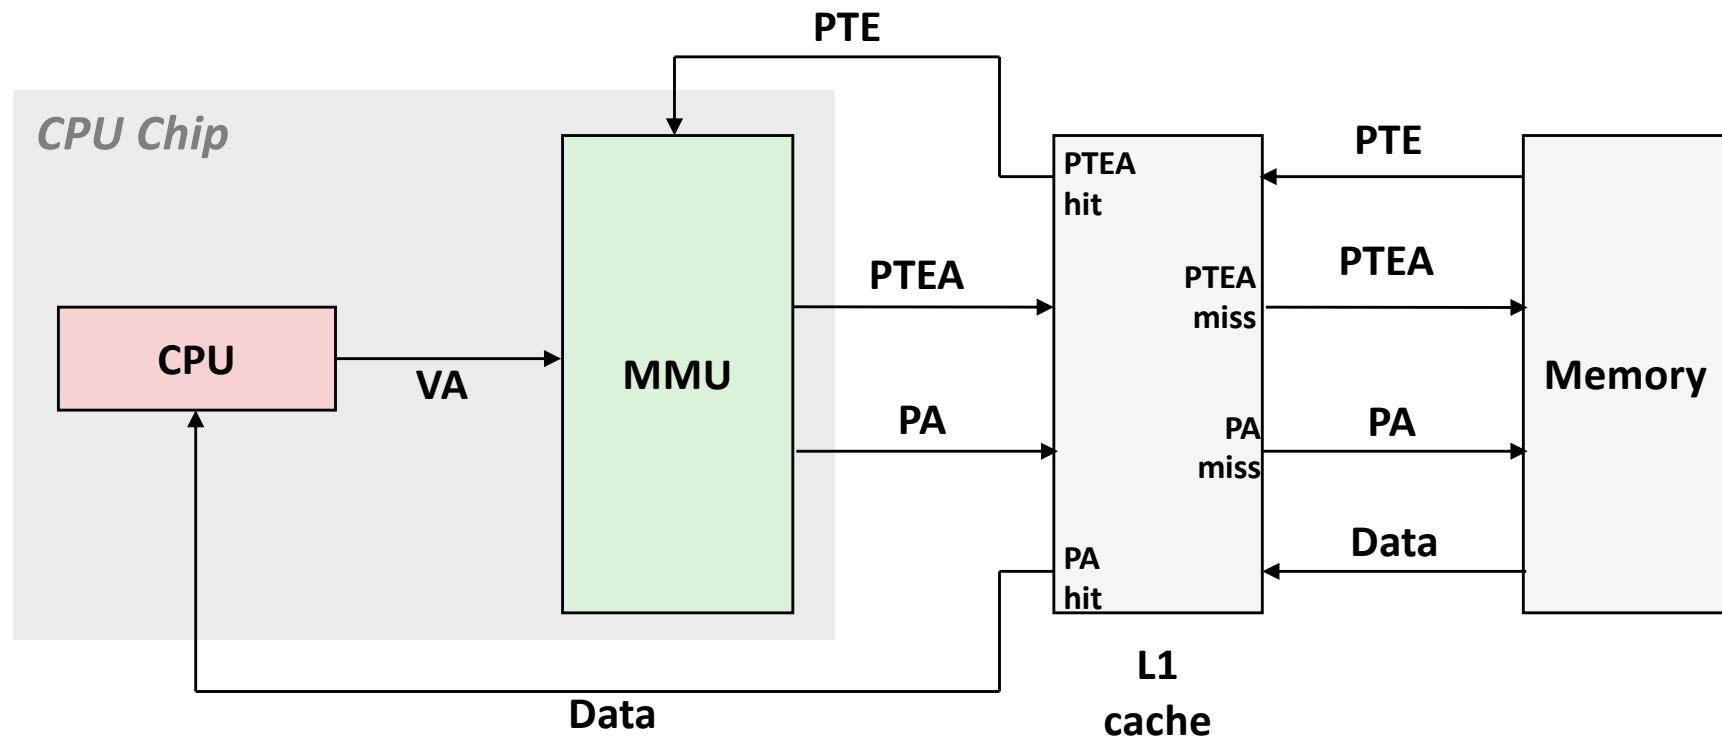 PTE
CPU Chip
PTEA
hit
PTE
PTEA
PTEA
miss
PTEA
CPU
VA
MMU
Memory
PA
PA
miss
PA
PA
hit
Data
L1
cache
Data